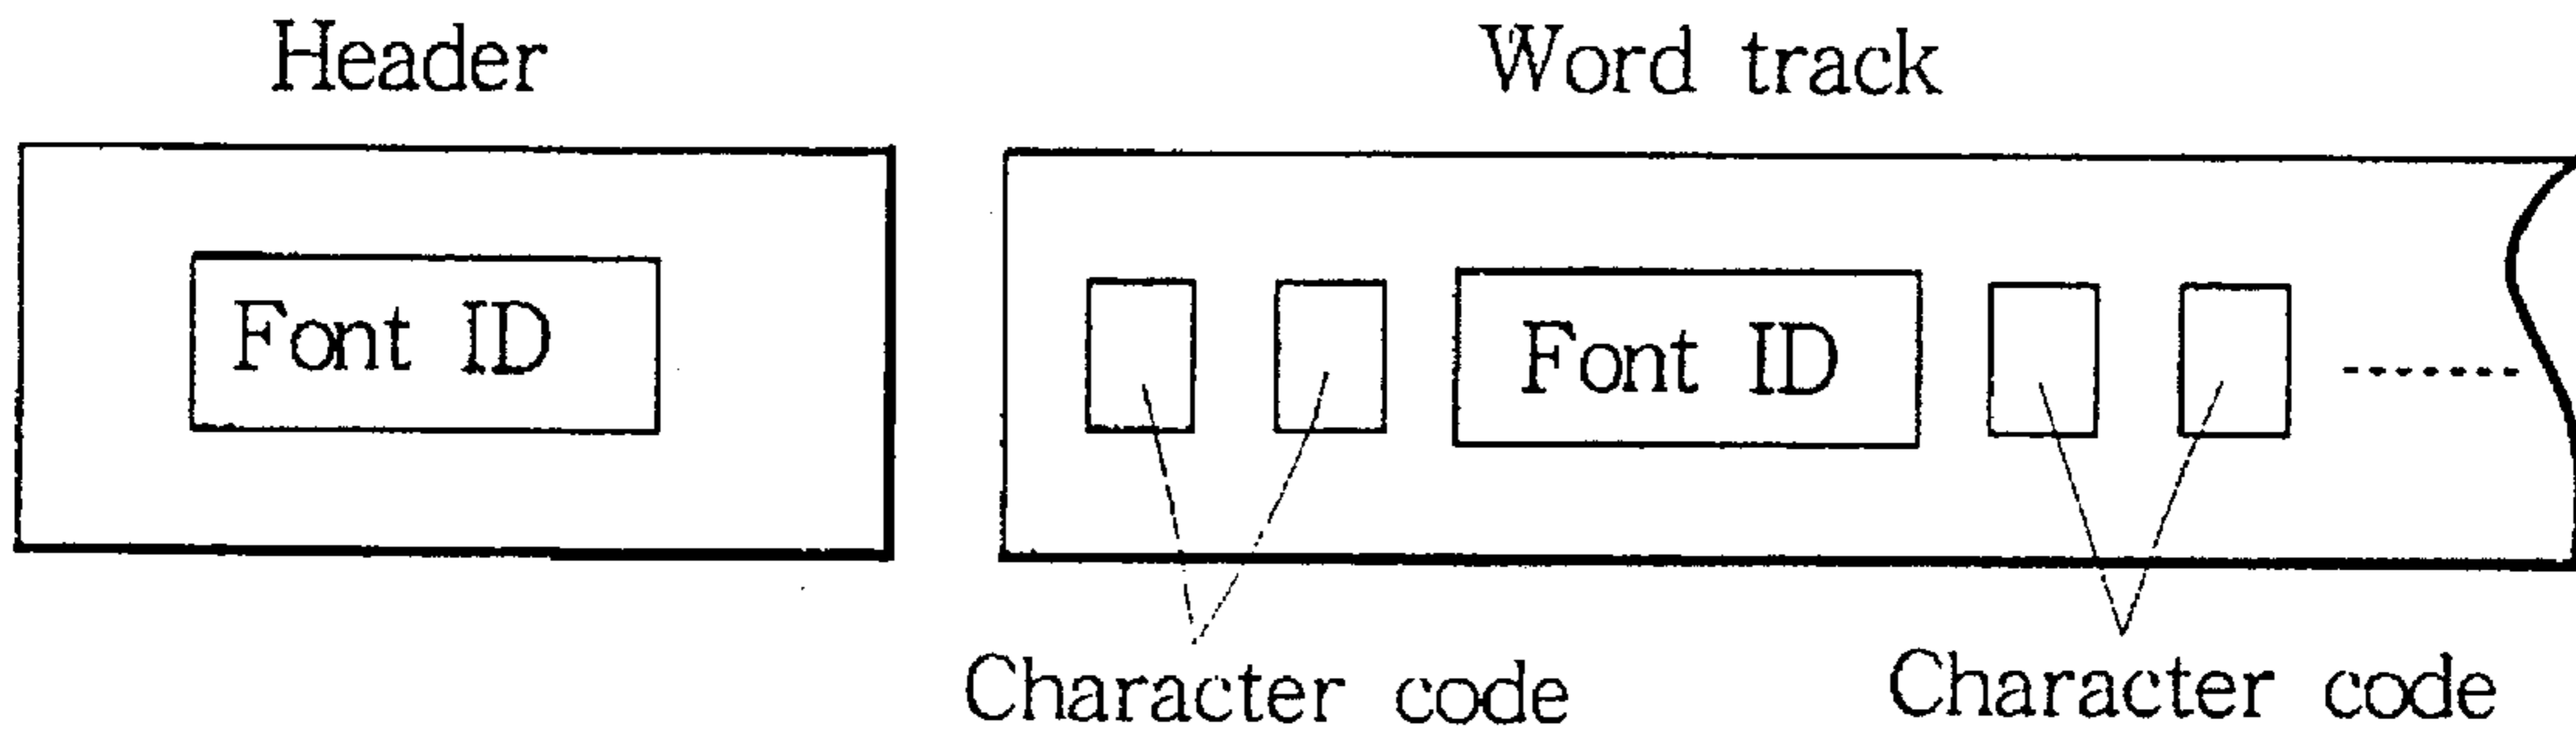 Header
Word track
Font ID
Font ID
Character code
Character code